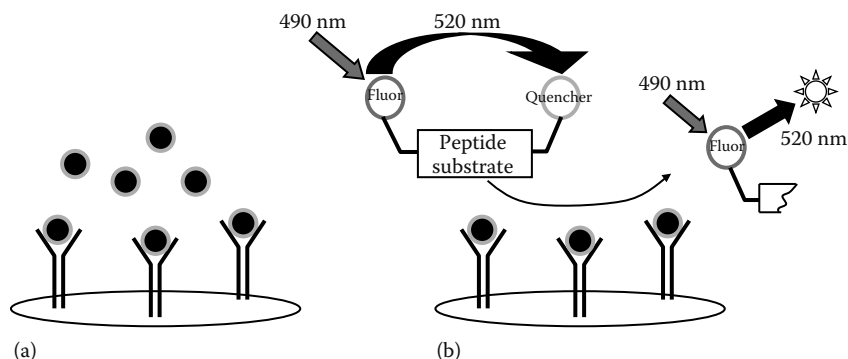 490 nm
520 nm
Fluor
Quencher
Peptide
substrate
490 nm
Fluor
520 nm
(a)
(b)